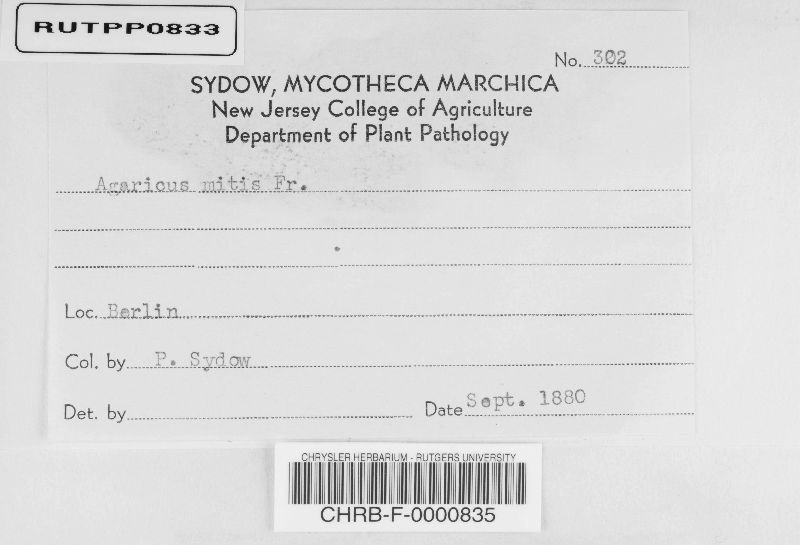 RUTPP0833
No. 302
SYDOW, MYCOTHECA MARCHICA
New Jersey College of Agriculture
Department of Plant Pathology
Agaricus mitis Fr.
Loc. Berlin
Col. by P. Sydow
Det. by
Date Sept. 1880
CHRYSLER HERBARIUM - RUTGERS UNIVERSITY
CHRB-F-0000835